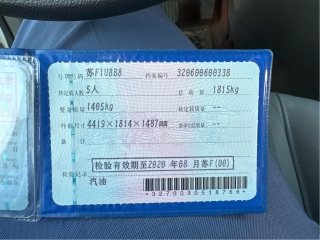 号牌号码 苏F1U8B8 档案编号 320600600338
核定载人数 5人 总质量 1815kg
整备质量 1405kg 核定载质量 --
外廓尺寸 4419×1814×1487mm 准牵引总质量 --
备注
检验有效期至2020 年08 月苏F(00)
检验记录
汽油
*3270030518766*